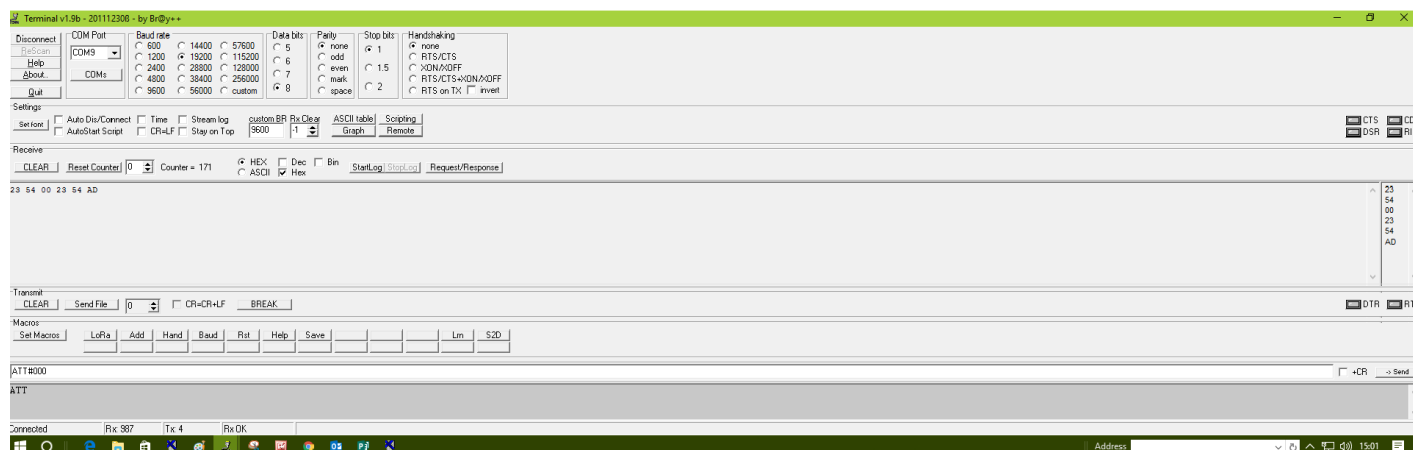 Terminal v1.9b - 20111230ß - by Br@y++
Disconnect
ReScan
Help
About..
Quit
COM Port
COM9
COMs
Baud rate
600 14400 57600
1200 19200 115200
2400 28800 128000
4800 38400 256000
9600 56000 custom
Data bits
5
6
7
8
Parity
none
odd
even
mark
space
Stop bits
1
1.5
2
Handshaking
none
RTS/CTS
XON/XOFF
RTS/CTS+XON/XOFF
RTS on TX invert
Settings
Set font
Auto Dis/Connect Time Stream log custom BR Rx Clear ASCII table Scripting
AutoStart Script CR=LF Stay on Top 9600 -1 Graph Remote
CTS CD
DSR RI
Receive
CLEAR Reset Counter 0 Counter = 171
HEX Dec Bin
ASCII Hex
StartLog StopLog Request/Response
23 54 00 23 54 AD
23
54
00
23
54
AD
Transmit
CLEAR Send File 0 CR=CR+LF BREAK DTR RT
Macros
Set Macros LoRa Add Hand Baud Rst Help Save Lm S2D
ATT#000 +CR -> Send
ATT
Connected Rx: 987 Tx: 4 Rx OK
Address 15:01